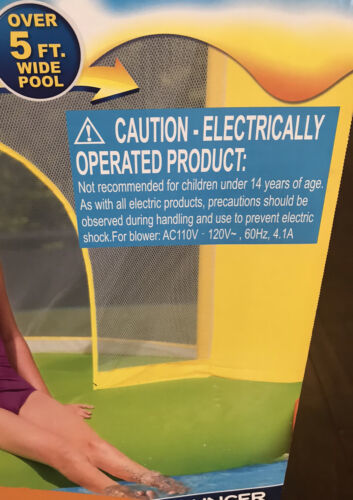 OVER
5 FT.
WIDE
POOL
⚠ CAUTION - ELECTRICALLY
OPERATED PRODUCT:
Not recommended for children under 14 years of age.
As with all electric products, precautions should be
observed during handling and use to prevent electric
shock.For blower: AC110V - 120V~ , 60Hz, 4.1A